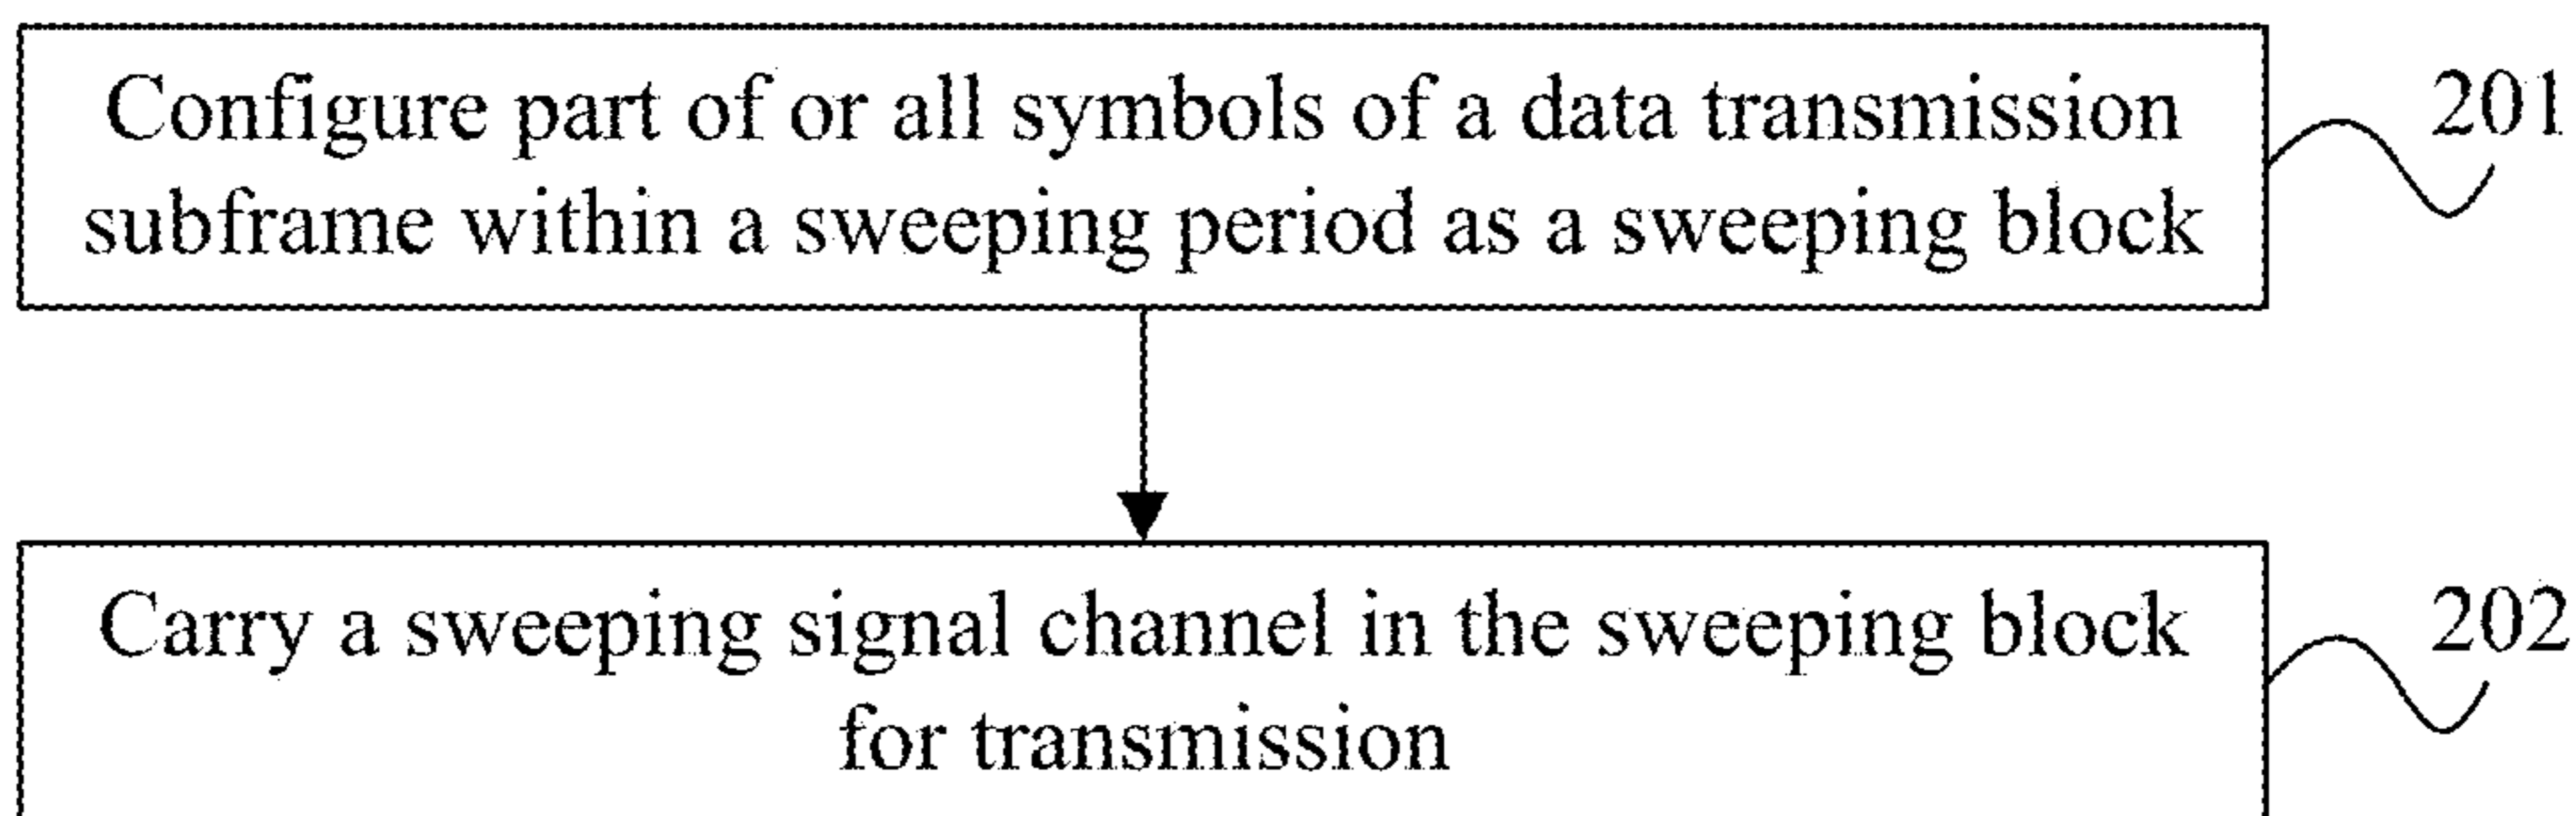 Configure part of or all symbols of a data transmission
subframe within a sweeping period as a sweeping block
201
Carry a sweeping signal channel in the sweeping block
for transmission
202